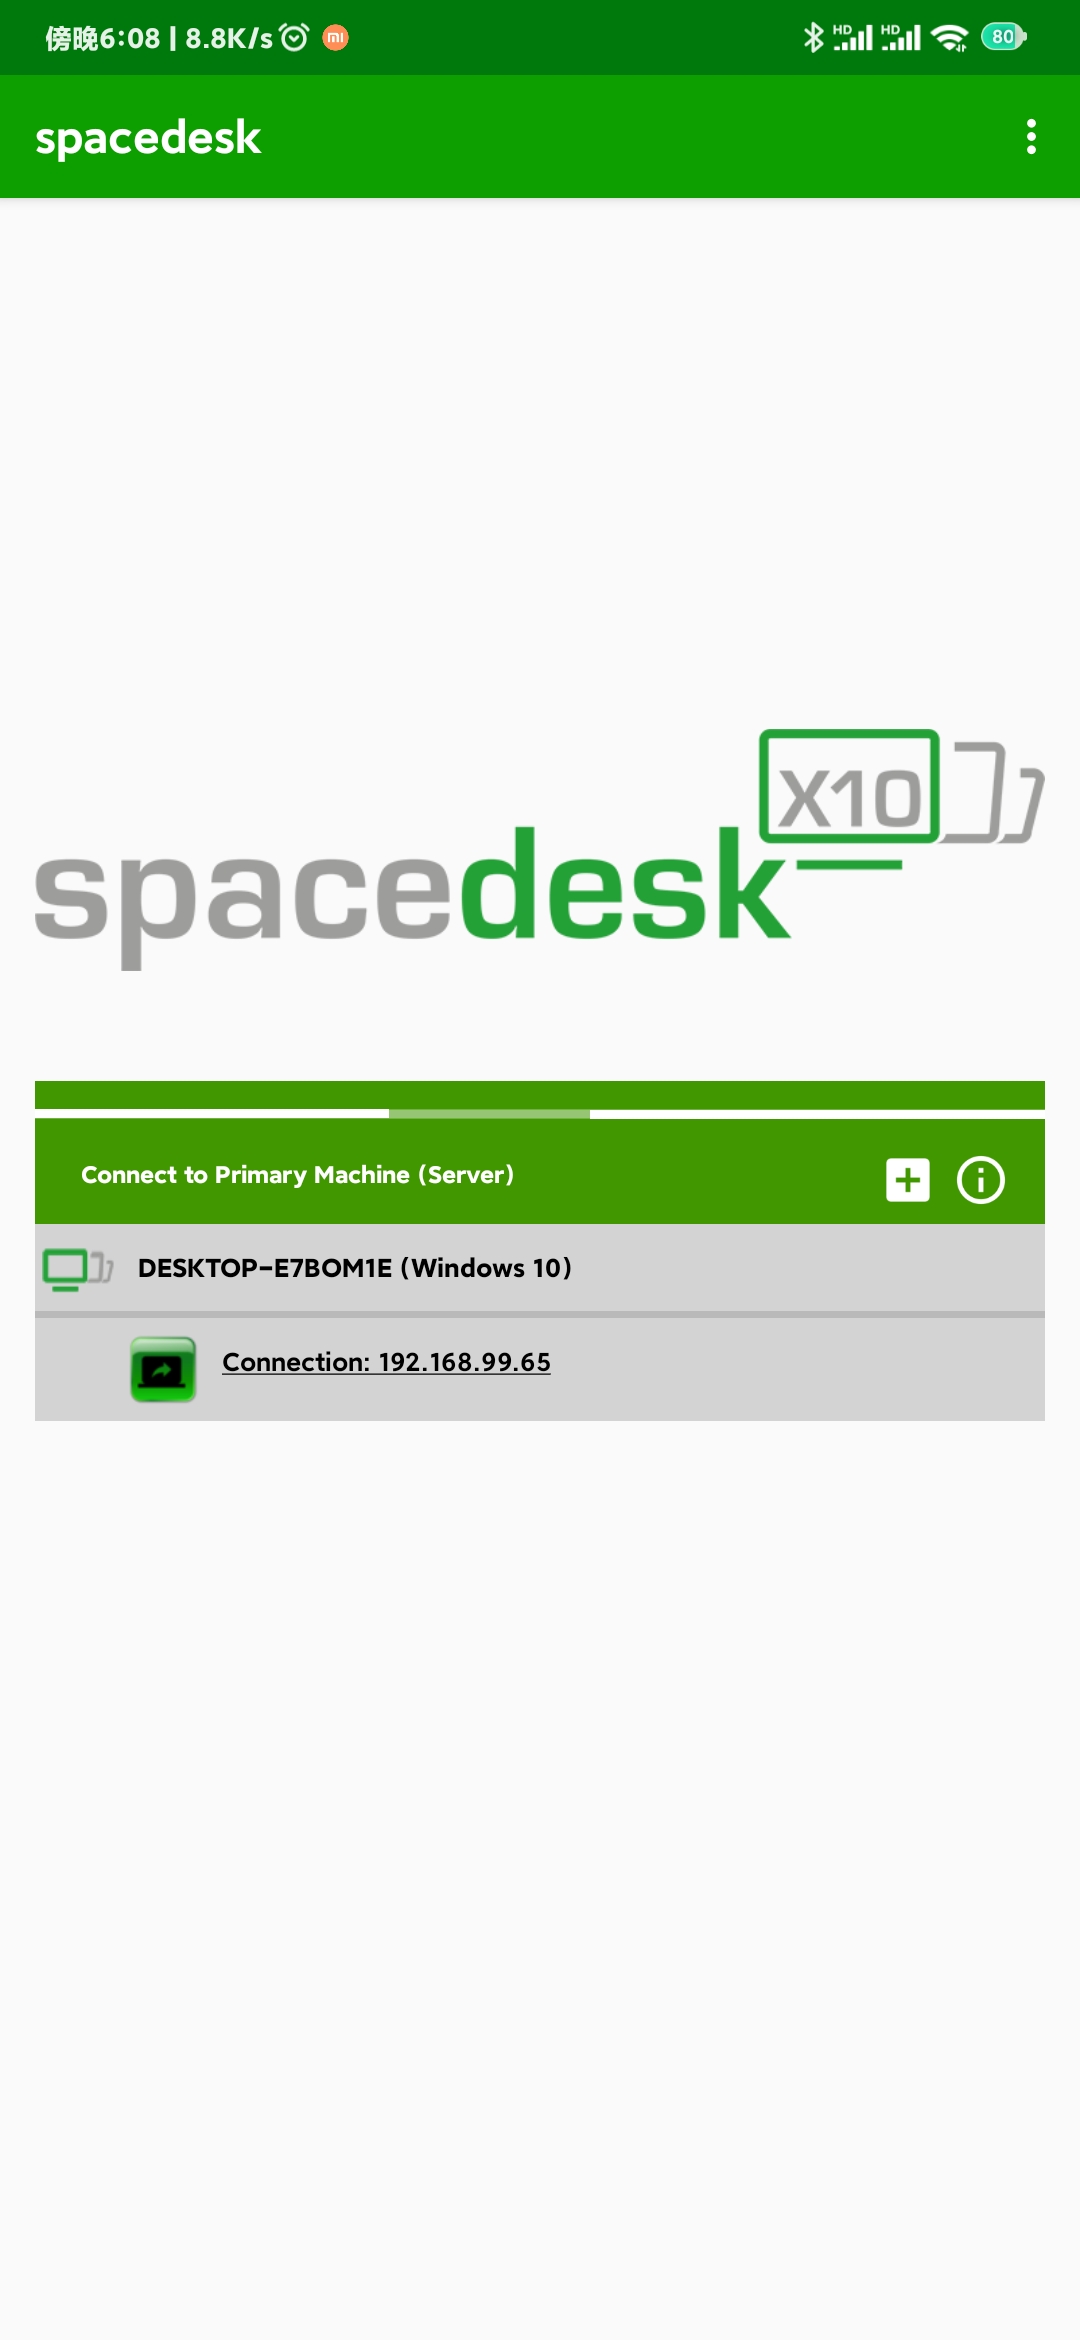 傍晚6:08 | 8.8K/s
HD HD 80
spacedesk
X10
spacedesk
Connect to Primary Machine (Server)
DESKTOP-E7BOM1E (Windows 10)
Connection: 192.168.99.65